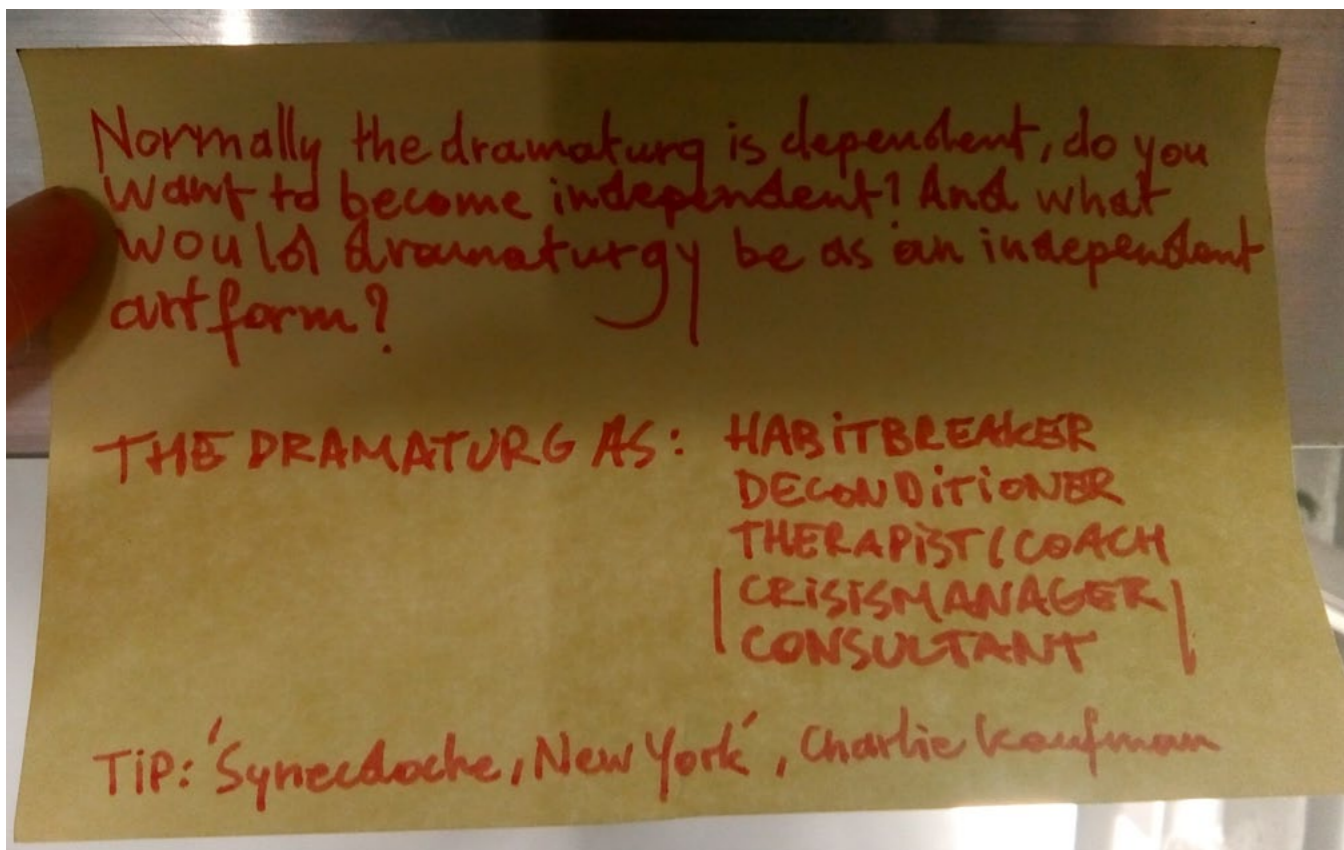 Normally the dramaturg is dependent, do you
want to become independent? And what
would dramaturgy be as an independent
artform?
THE DRAMATURG AS: HABITBREAKER
DECONDITIONER
THERAPIST/COACH
|CRISISMANAGER|
|CONSULTANT|
TIP: 'Synecdoche, New York', Charlie Kaufman